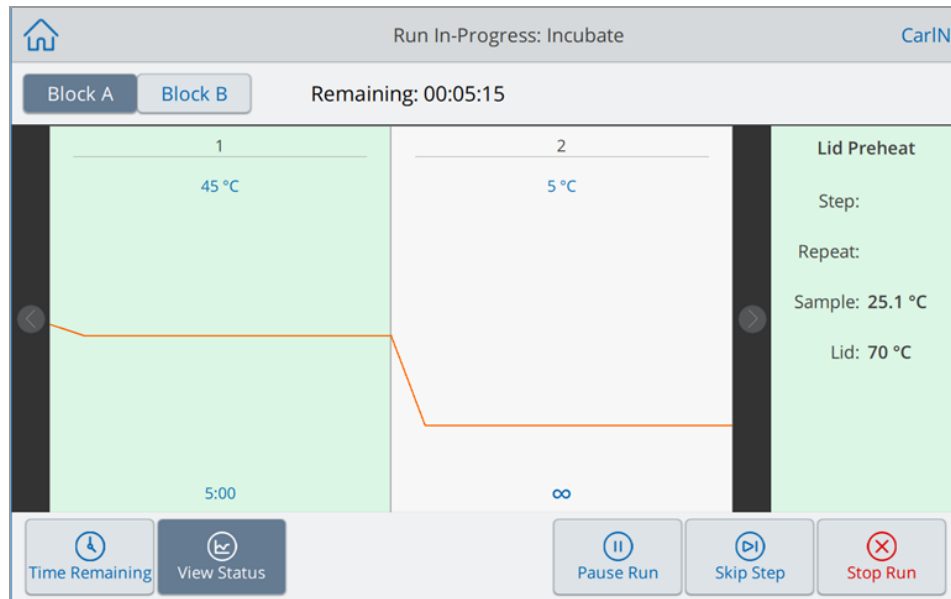 Run In-Progress: Incubate
CarlN
Block A
Block B
Remaining: 00:05:15
1
2
Lid Preheat
45 °C
5 °C
Step:
Repeat:
Sample: 25.1 °C
Lid: 70 °C
5:00
∞
Time Remaining
View Status
Pause Run
Skip Step
Stop Run